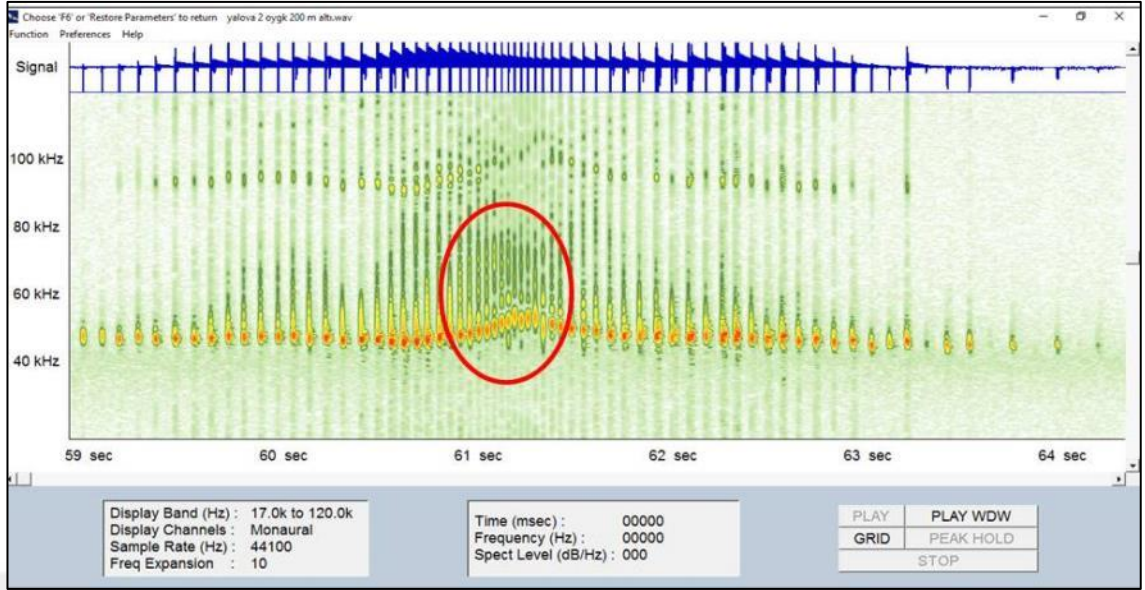 Choose 'F6' or 'Restore Parameters' to return yalova 2 oygk 200 m altı.wav
Function Preferences Help
Signal
100 kHz
80 kHz
60 kHz
40 kHz
59 sec 60 sec 61 sec 62 sec 63 sec 64 sec
Display Band (Hz) : 17.0k to 120.0k
Display Channels : Monaural
Sample Rate (Hz) : 44100
Freq Expansion : 10
Time (msec) : 00000
Frequency (Hz) : 00000
Spect Level (dB/Hz) : 000
PLAY PLAY WDW
GRID PEAK HOLD
STOP